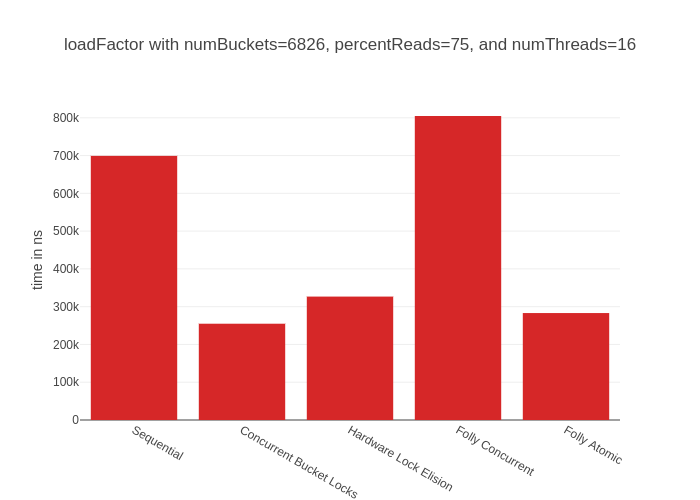 loadFactor with numBuckets=6826, percentReads=75, and numThreads=16
800k
700k
600k
500k
400k
300k
200k
100k
0
time in ns
Sequential
Concurrent Bucket Locks
Hardware Lock Elision
Folly Concurrent
Folly Atomic